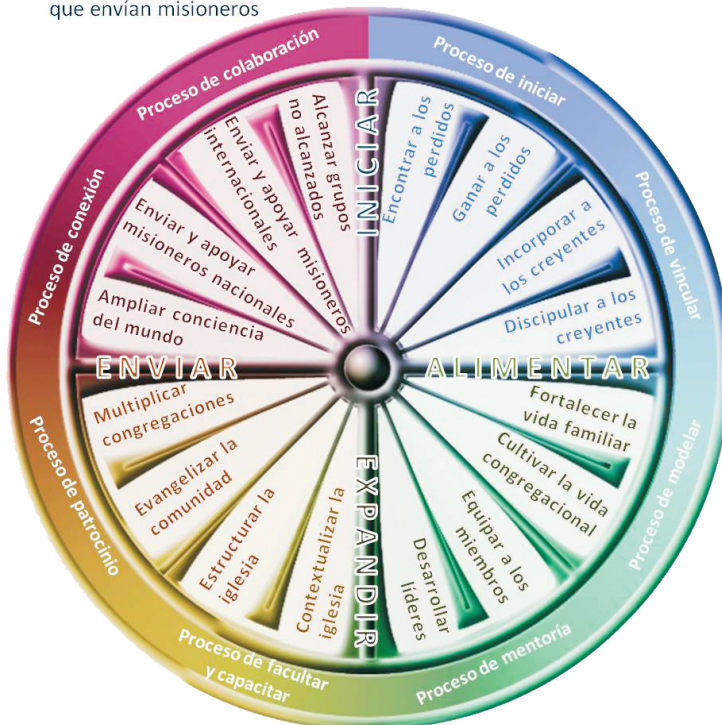 que envían misioneros
Proceso de iniciar
Proceso de vincular
Proceso de modelar
Proceso de mentoría
Proceso de facultar
y capacitar
Proceso de patrocinio
Proceso de conexión
Proceso de colaboración
INICIAR
Encontrar a los
perdidos
Ganar a los
perdidos
Incorporar a
los creyentes
Discipular a los
creyentes
ALIMENTAR
Fortalecer la
vida familiar
Cultivar la vida
congregacional
Equipar a los
miembros
Desarrollar
líderes
EXPANDIR
Contextualizar la
iglesia
Estructurar la
iglesia
Evangelizar la
comunidad
Multiplicar
congregaciones
ENVIAR
Ampliar conciencia
del mundo
Enviar y apoyar
misioneros nacionales
Enviar y apoyar misioneros
internacionales
Alcanzar grupos
no alcanzados